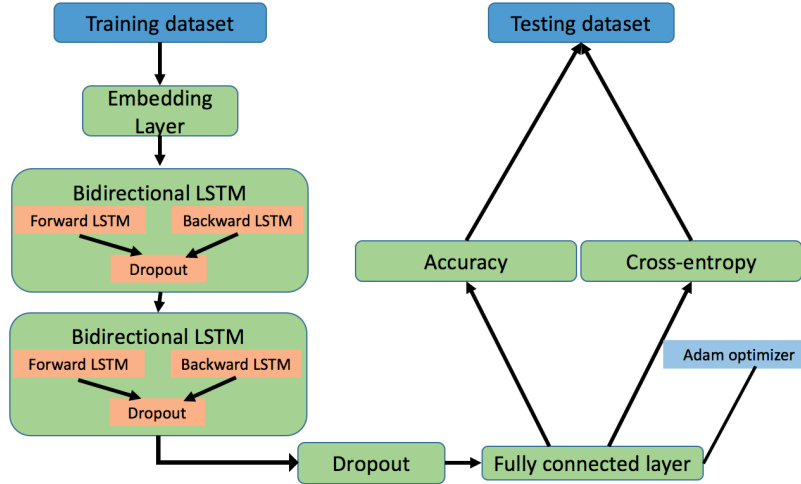 Training dataset
Embedding
Layer
Bidirectional LSTM
Forward LSTM
Backward LSTM
Dropout
Bidirectional LSTM
Forward LSTM
Backward LSTM
Dropout
Dropout
Fully connected layer
Adam optimizer
Accuracy
Cross-entropy
Testing dataset